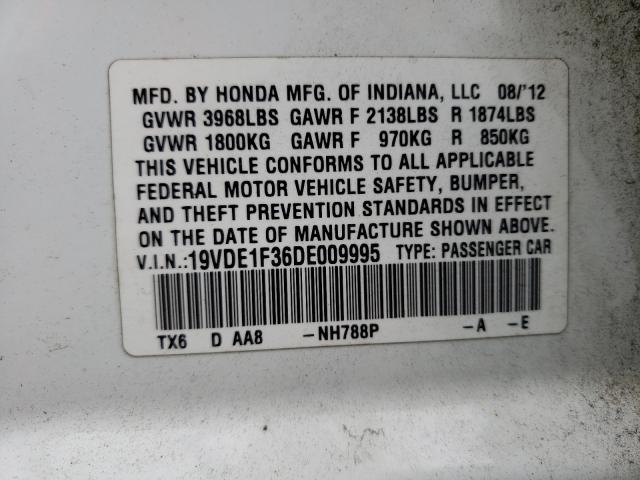 MFD. BY HONDA MFG. OF INDIANA, LLC 08/'12
GVWR 3968LBS GAWR F 2138LBS R 1874LBS
GVWR 1800KG GAWR F 970KG R 850KG
THIS VEHICLE CONFORMS TO ALL APPLICABLE
FEDERAL MOTOR VEHICLE SAFETY, BUMPER,
AND THEFT PREVENTION STANDARDS IN EFFECT
ON THE DATE OF MANUFACTURE SHOWN ABOVE.
V.I.N.:19VDE1F36DE009995 TYPE: PASSENGER CAR
TX6 D AA8 -NH788P -A -E